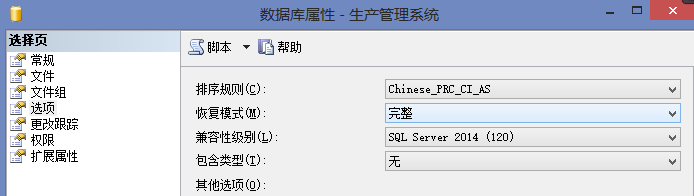 数据库属性 - 生产管理系统
选择页
常规
文件
文件组
选项
更改跟踪
权限
扩展属性
脚本
帮助
排序规则(C):
Chinese_PRC_CI_AS
恢复模式(M):
完整
兼容性级别(L):
SQL Server 2014 (120)
包含类型(T):
无
其他选项(O):